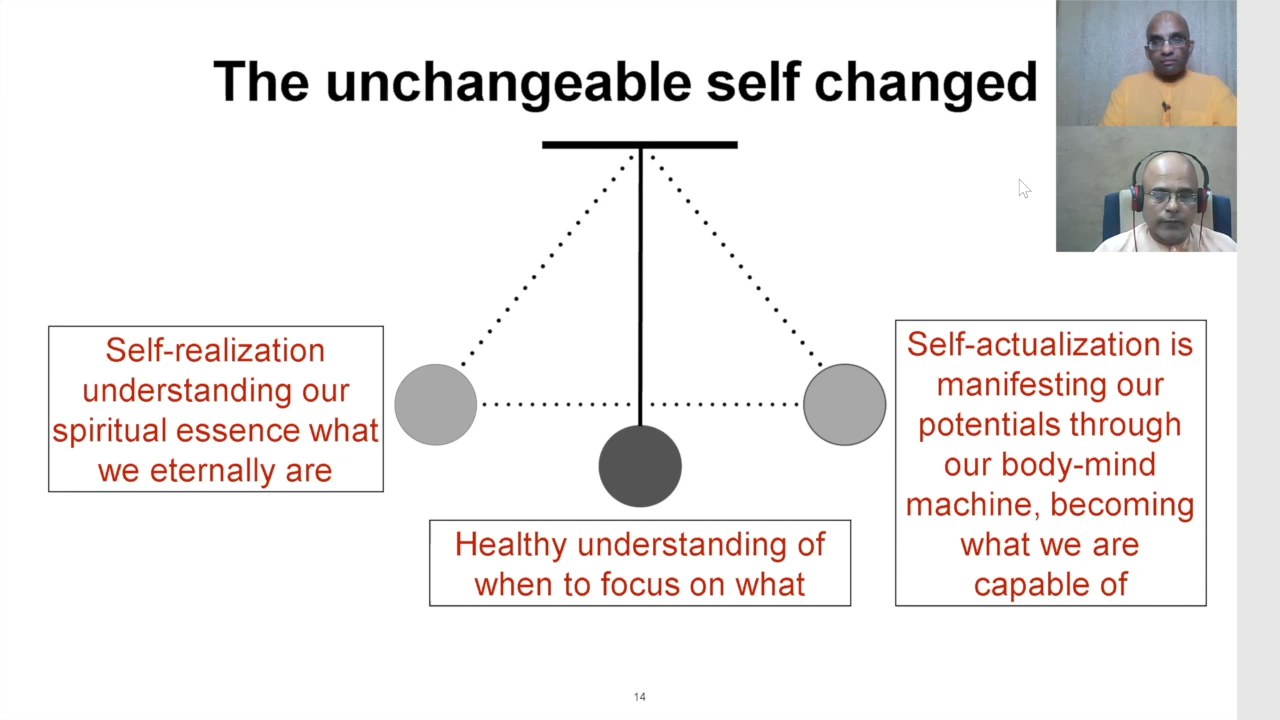 The unchangeable self changed
Self-realization
understanding our
spiritual essence what
we eternally are
Healthy understanding of
when to focus on what
Self-actualization is
manifesting our
potentials through
our body-mind
machine, becoming
what we are
capable of
14